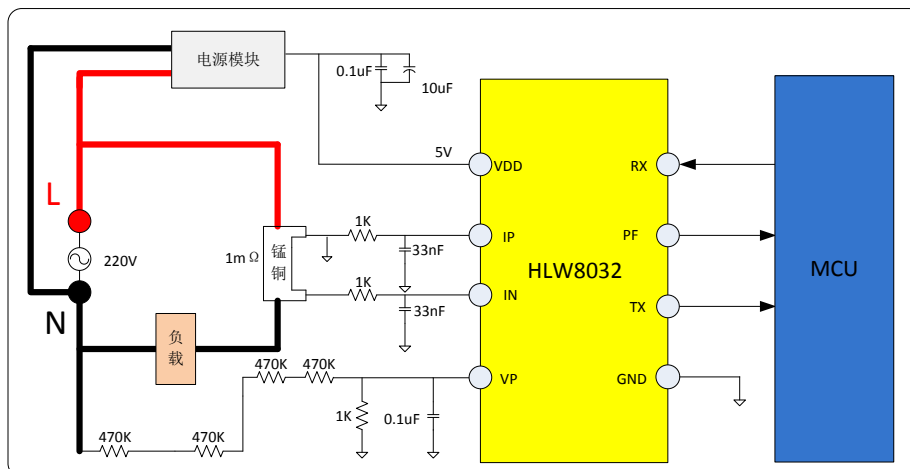 电源模块
0.1uF
10uF
5V
VDD
RX
L
220V
N
1mΩ
锰铜
1K
33nF
IP
PF
1K
33nF
IN
HLW8032
MCU
TX
负载
470K
470K
VP
GND
1K
0.1uF
470K
470K